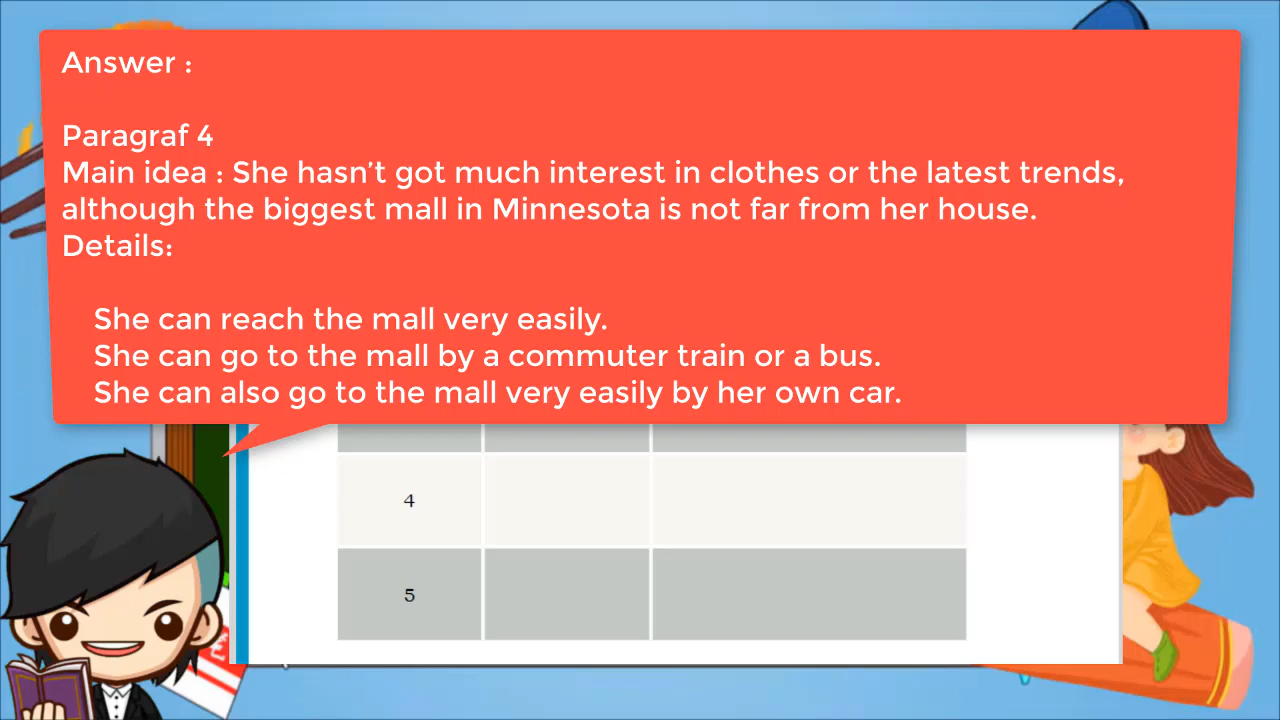 Answer :
Paragraf 4
Main idea : She hasn't got much interest in clothes or the latest trends,
although the biggest mall in Minnesota is not far from her house.
Details:
She can reach the mall very easily.
She can go to the mall by a commuter train or a bus.
She can also go to the mall very easily by her own car.
4
5